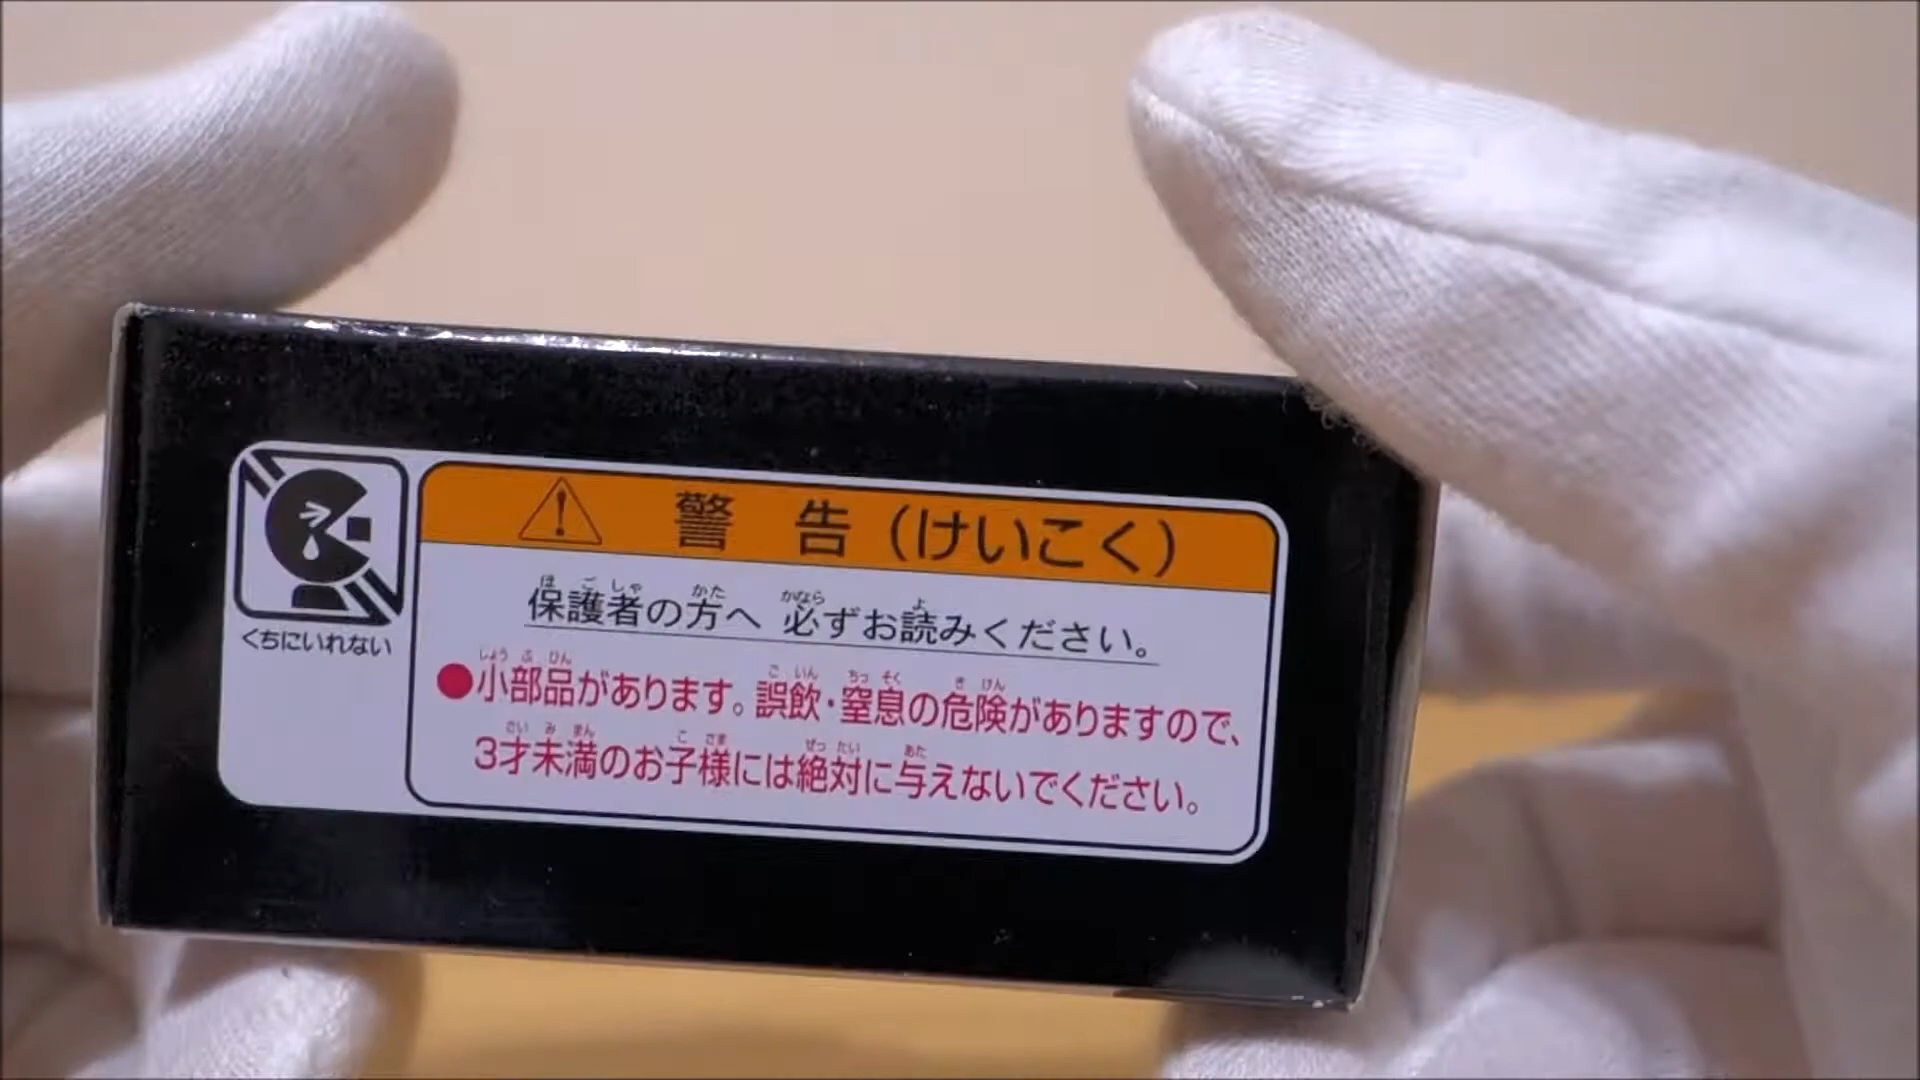 警 告（けいこく）
保護者の方へ 必ずお読みください。
●小部品があります。誤飲・窒息の危険がありますので、
3才未満のお子様には絶対に与えないでください。
くちにいれない